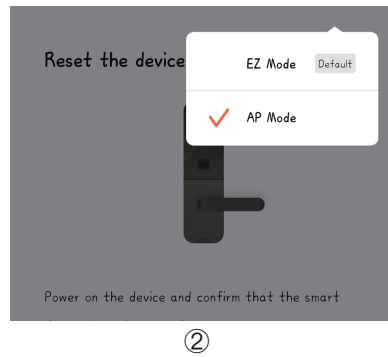 Reset the device
EZ Mode Default
AP Mode
Power on the device and confirm that the smart
②